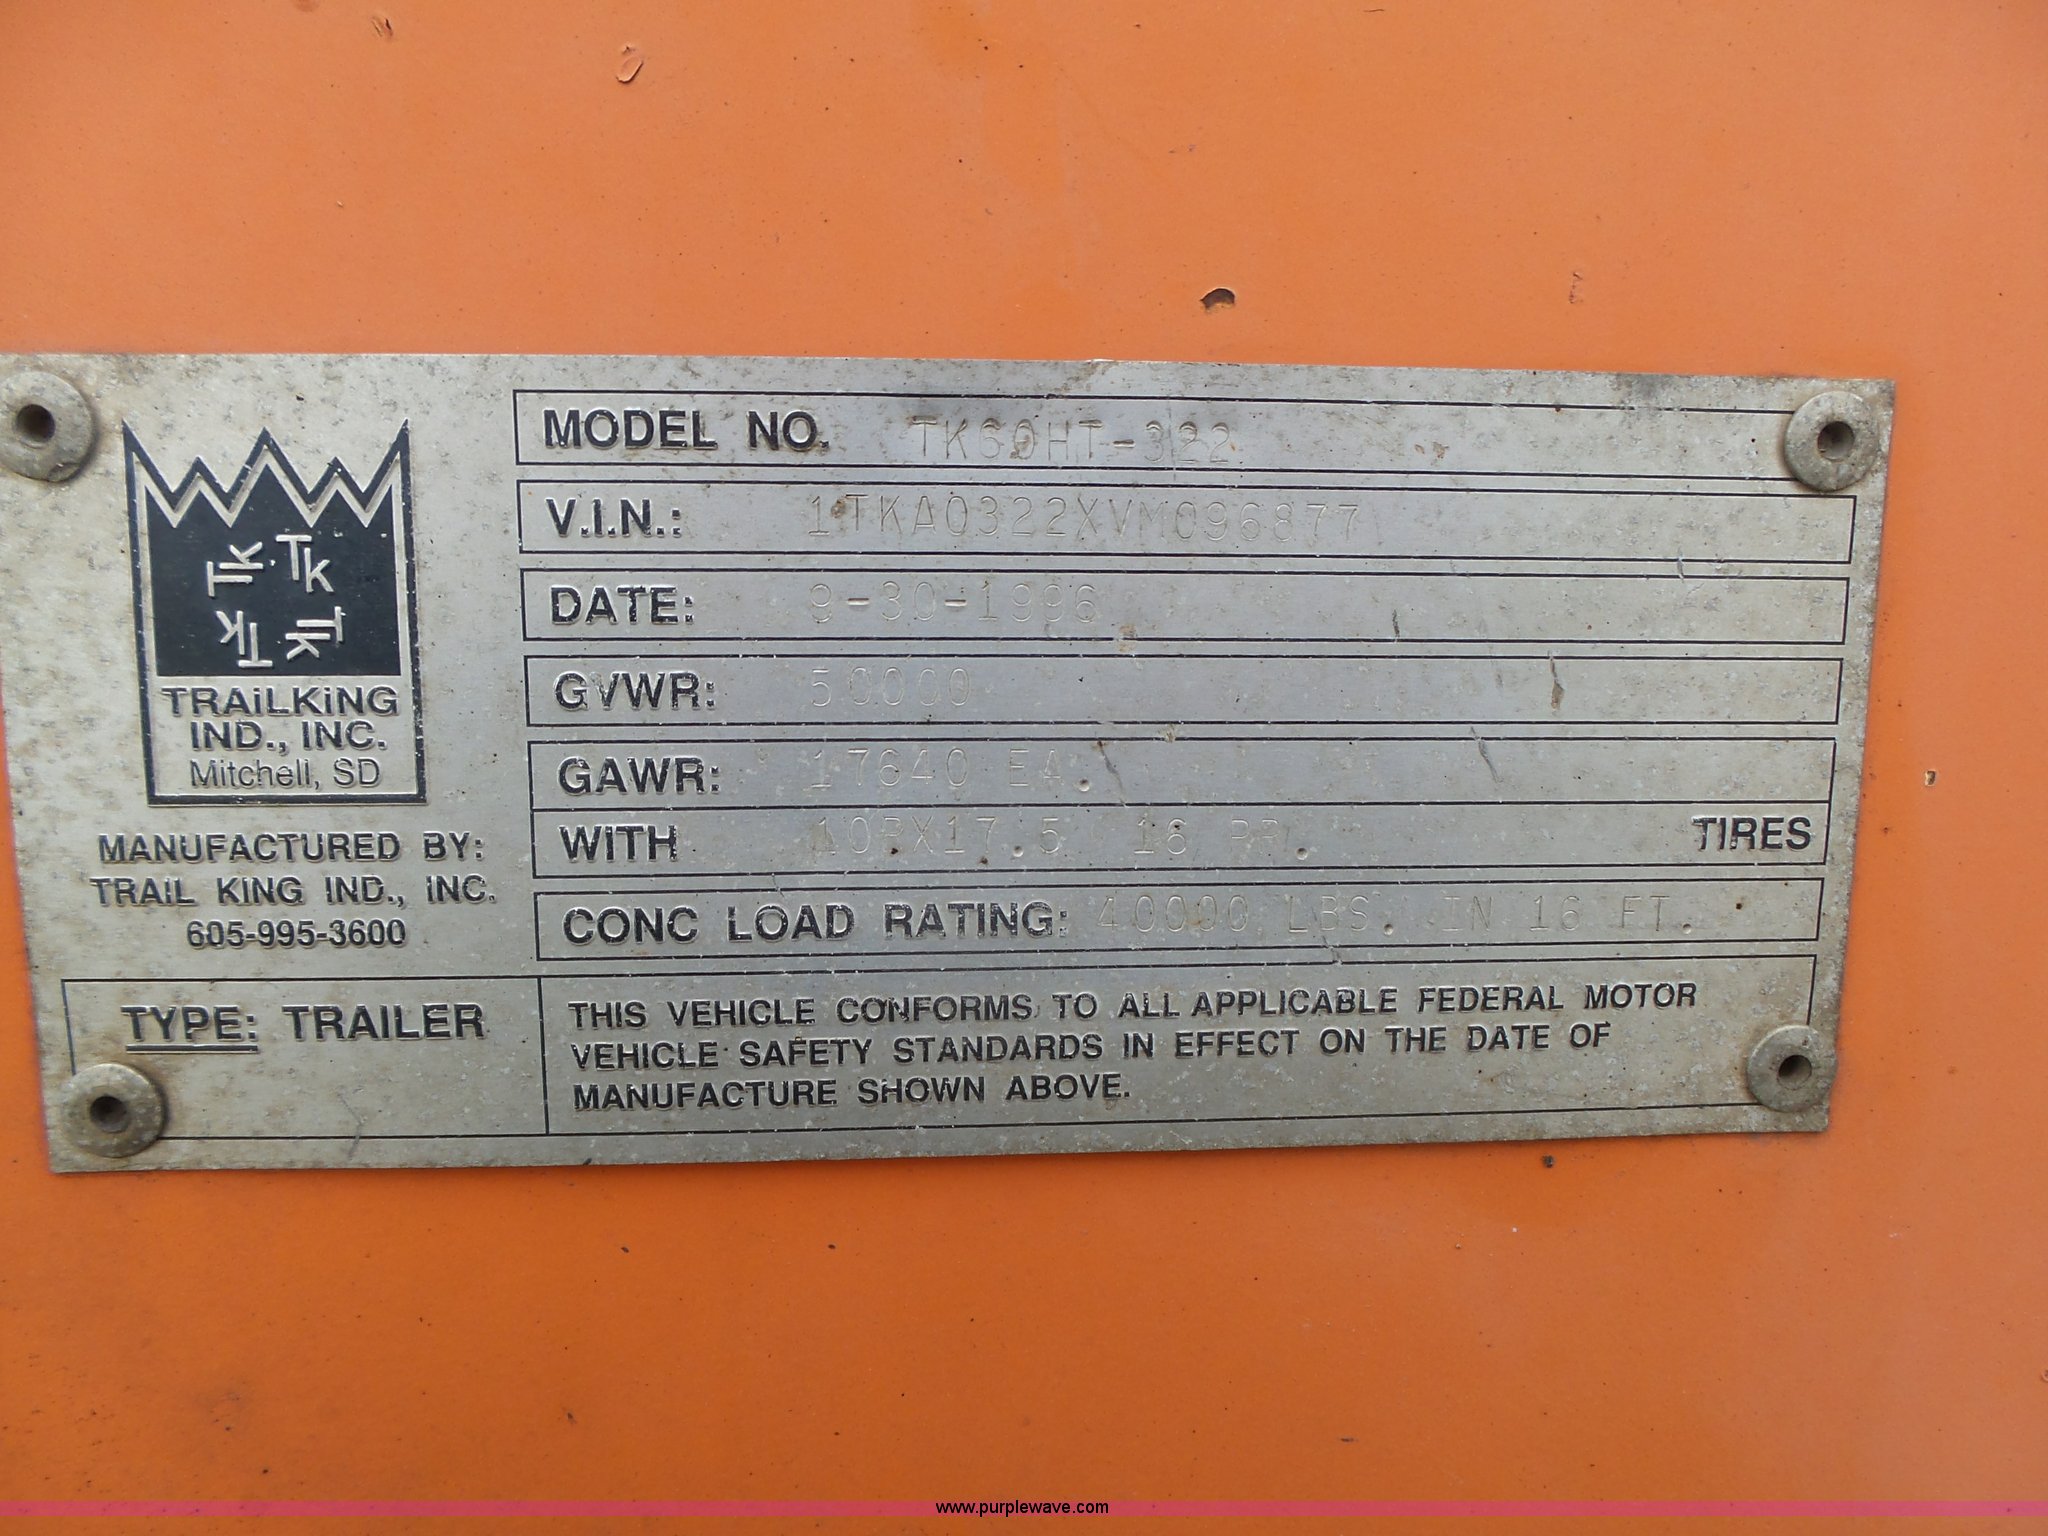 TK TK
TK TK
TRAiLKiNG
IND., INC.
Mitchell, SD
MANUFACTURED BY:
TRAiL KING IND., iNC.
605-995-3600
TYPE: TRAILER
MODEL NO. TK60HT-322
V.I.N.: 1TKA0322XVM096877
DATE: 9-30-1996
GVWR: 50000
GAWR: 17640 EA.
WiTH 10RX17.5 16 PR. TIRES
CONC LOAD RATING: 40000 LBS. IN 16 FT.
THIS VEHICLE CONFORMS TO ALL APPLICABLE FEDERAL MOTOR
VEHICLE SAFETY STANDARDS IN EFFECT ON THE DATE OF
MANUFACTURE SHOWN ABOVE.
www.purplewave.com